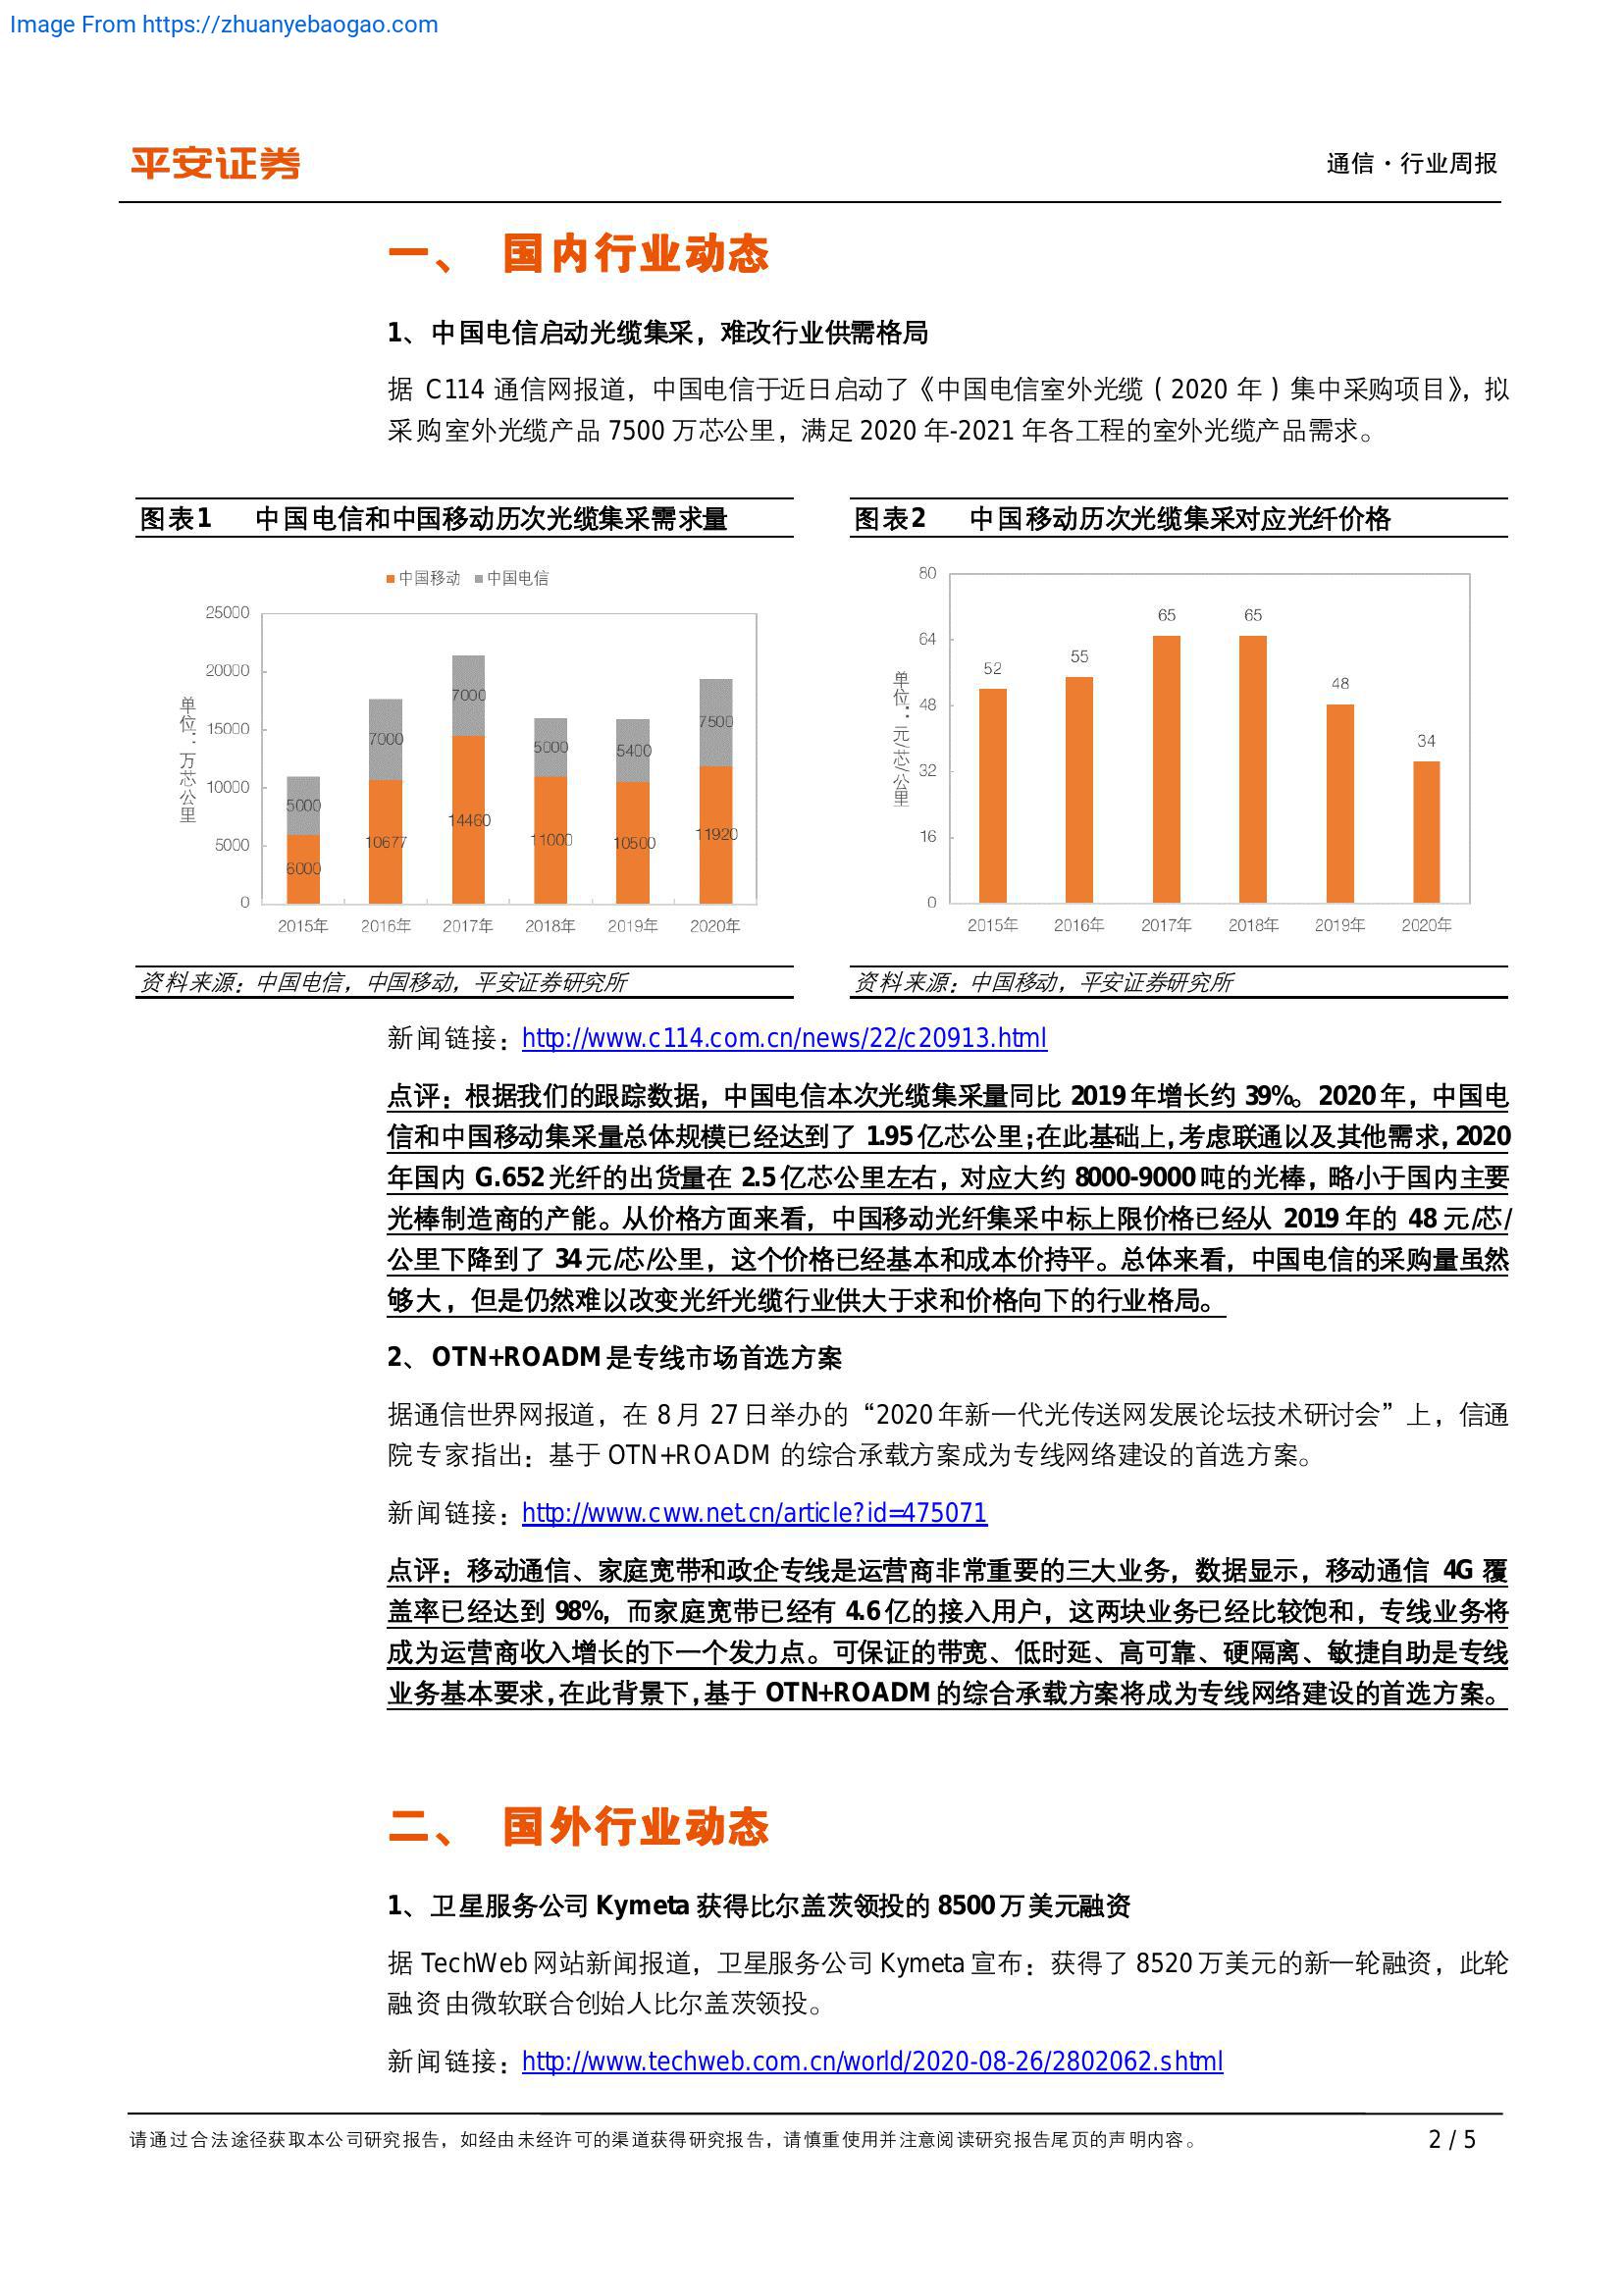 Image From https://zhuanyebaogao.com
平安证券
通信·行业周报
一、 国内行业动态
1、中国电信启动光缆集采，难改行业供需格局
据 C114 通信网报道，中国电信于近日启动了《中国电信室外光缆（2020 年）集中采购项目》，拟
采购室外光缆产品 7500 万芯公里，满足 2020 年-2021 年各工程的室外光缆产品需求。
图表1 中国电信和中国移动历次光缆集采需求量
中国移动 中国电信
单位：万芯公里
25000
20000
15000
10000
5000
0
7000
7000
7500
5000
5400
5000
14460
10677
11000
10500
11920
6000
2015年 2016年 2017年 2018年 2019年 2020年
资料来源：中国电信，中国移动，平安证券研究所
图表2 中国移动历次光缆集采对应光纤价格
单位：元/芯/公里
80
64
48
32
16
0
52
55
65
65
48
34
2015年 2016年 2017年 2018年 2019年 2020年
资料来源：中国移动，平安证券研究所
新闻链接：http://www.c114.com.cn/news/22/c20913.html
点评：根据我们的跟踪数据，中国电信本次光缆集采量同比 2019 年增长约 39%。2020 年，中国电
信和中国移动集采量总体规模已经达到了 1.95 亿芯公里；在此基础上，考虑联通以及其他需求，2020
年国内 G.652 光纤的出货量在 2.5 亿芯公里左右，对应大约 8000-9000 吨的光棒，略小于国内主要
光棒制造商的产能。从价格方面来看，中国移动光纤集采中标上限价格已经从 2019 年的 48 元/芯/
公里下降到了 34 元/芯/公里，这个价格已经基本和成本价持平。总体来看，中国电信的采购量虽然
够大，但是仍然难以改变光纤光缆行业供大于求和价格向下的行业格局。
2、OTN+ROADM 是专线市场首选方案
据通信世界网报道，在 8 月 27 日举办的“2020 年新一代光传送网发展论坛技术研讨会”上，信通
院专家指出：基于 OTN+ROADM 的综合承载方案成为专线网络建设的首选方案。
新闻链接：http://www.cww.net.cn/article?id=475071
点评：移动通信、家庭宽带和政企专线是运营商非常重要的三大业务，数据显示，移动通信 4G 覆
盖率已经达到 98%，而家庭宽带已经有 4.6 亿的接入用户，这两块业务已经比较饱和，专线业务将
成为运营商收入增长的下一个发力点。可保证的带宽、低时延、高可靠、硬隔离、敏捷自助是专线
业务基本要求，在此背景下，基于 OTN+ROADM 的综合承载方案将成为专线网络建设的首选方案。
二、 国外行业动态
1、卫星服务公司 Kymeta 获得比尔盖茨领投的 8500 万美元融资
据 TechWeb 网站新闻报道，卫星服务公司 Kymeta 宣布：获得了 8520 万美元的新一轮融资，此轮
融资由微软联合创始人比尔盖茨领投。
新闻链接：http://www.techweb.com.cn/world/2020-08-26/2802062.shtml
请通过合法途径获取本公司研究报告，如经由未经许可的渠道获得研究报告，请慎重使用并注意阅读研究报告尾页的声明内容。
2 / 5